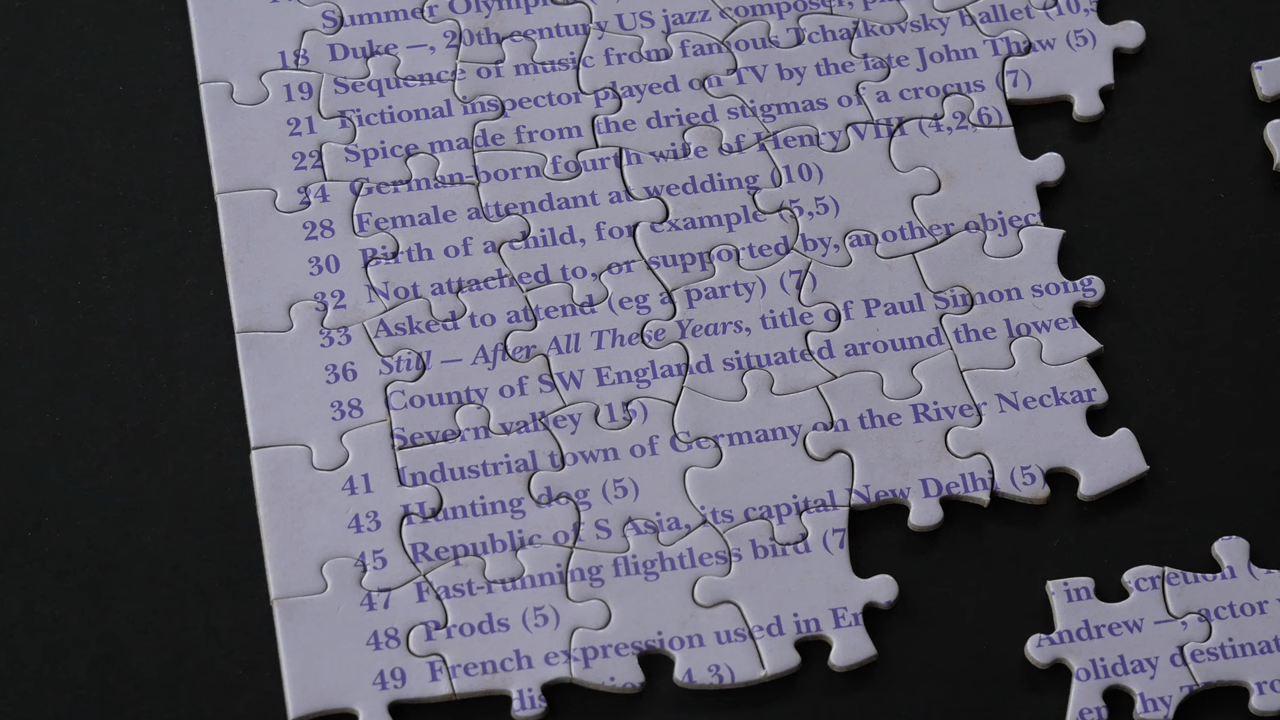 Summer Olympi
18 Duke —, 20th-century US jazz composer,
19 Sequence of music from famous Tchaikovsky ballet (10,5
21 Fictional inspector played on TV by the late John Thaw (5)
22 Spice made from the dried stigmas of a crocus (7)
24 German-born fourth wife of Henry VIII (4,2,6)
28 Female attendant at wedding (10)
30 Birth of a child, for example (5,5)
32 Not attached to, or supported by, another object
33 Asked to attend (eg a party) (7)
36 Still — After All These Years, title of Paul Simon song
38 County of SW England situated around the lower
Severn valley (15)
41 Industrial town of Germany on the River Neckar
43 Hunting dog (5)
45 Republic of S Asia, its capital New Delhi (5)
47 Fast-running flightless bird (7
48 Prods (5)
49 French expression used in En
dis 4,3)
in cretion (
Andrew —, actor
oliday destinat
by